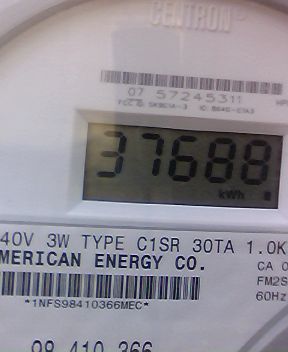 CENTRON
07 57245311
37688
kWh
40V 3W TYPE C1SR 30TA 1.0K
MERICAN ENERGY CO.
CA 0
FM2S
60Hz
*1NFS98410366MEC*
98 410 366